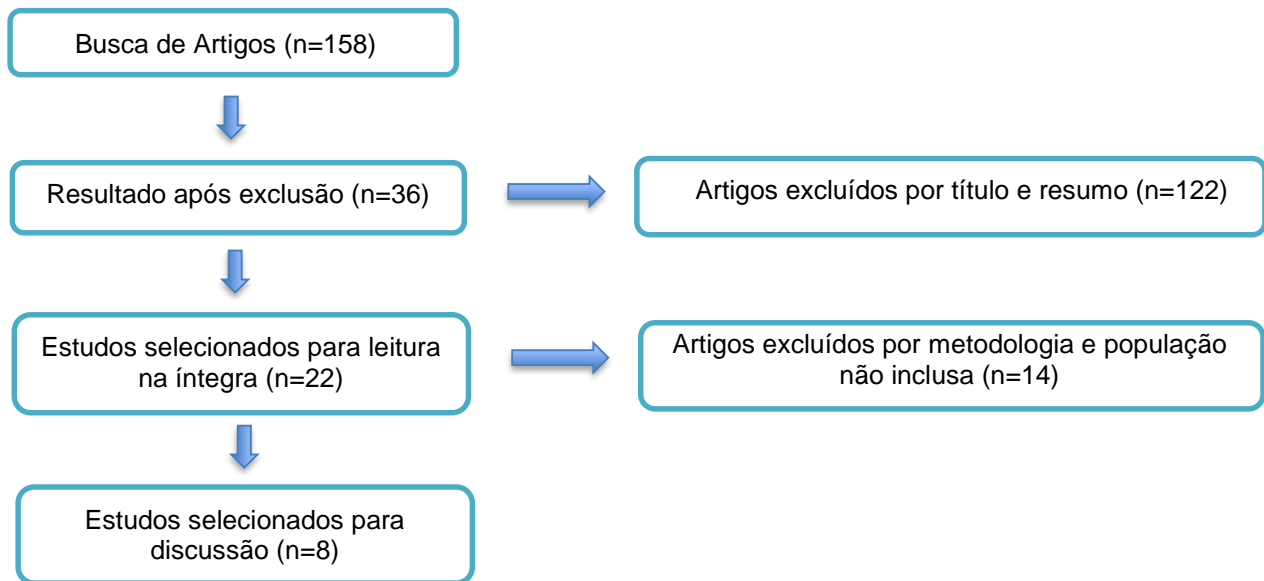 Busca de Artigos (n=158)
Resultado após exclusão (n=36)
Artigos excluídos por título e resumo (n=122)
Estudos selecionados para leitura
na íntegra (n=22)
Artigos excluídos por metodologia e população
não inclusa (n=14)
Estudos selecionados para
discussão (n=8)